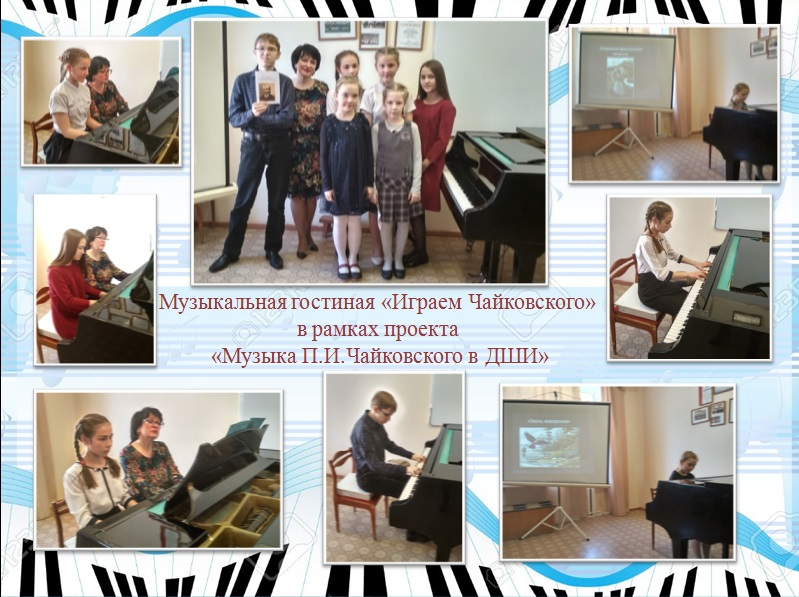 Музыкальная гостиная «Играем Чайковского»
в рамках проекта
«Музыка П.И.Чайковского в ДШИ»